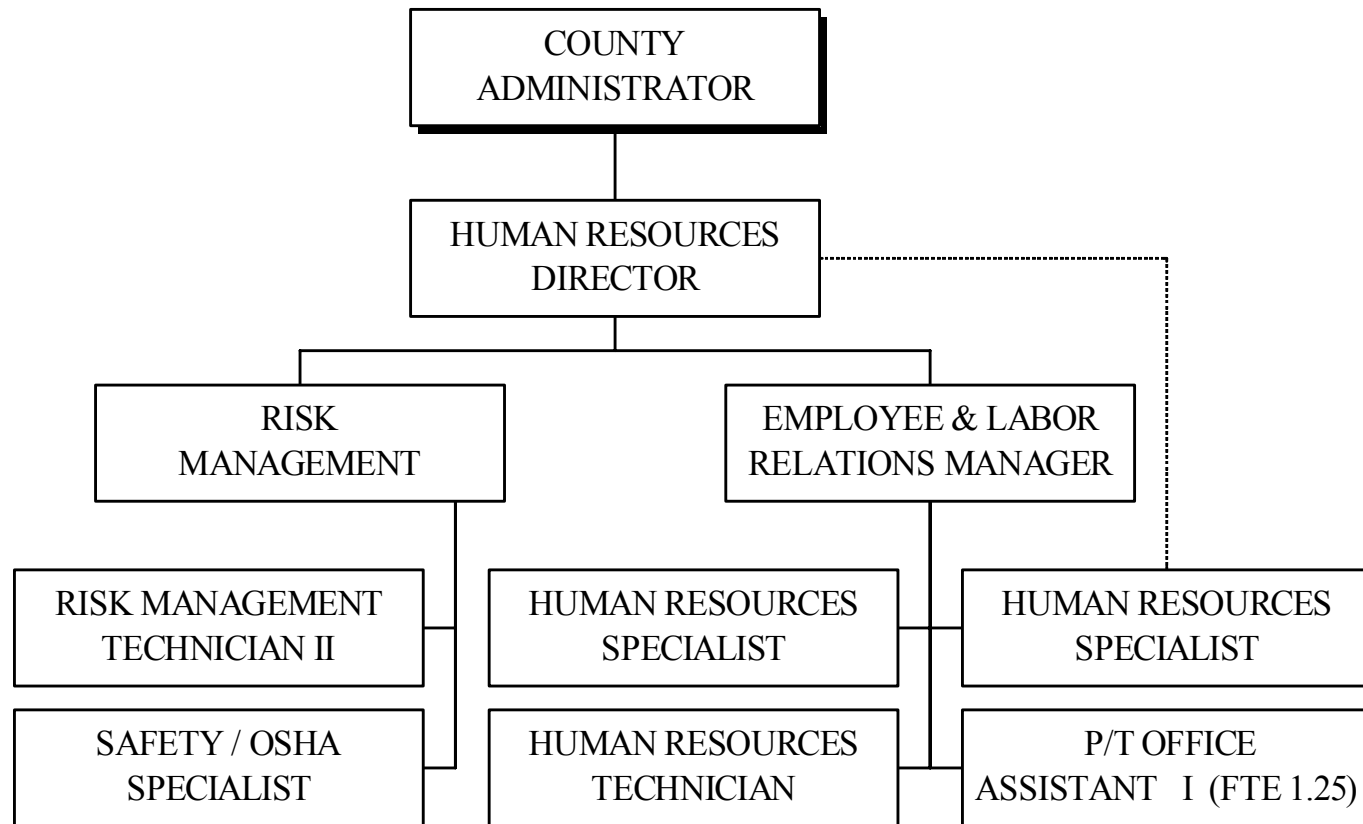 COUNTY
ADMINISTRATOR
HUMAN RESOURCES
DIRECTOR
RISK
MANAGEMENT
EMPLOYEE & LABOR
RELATIONS MANAGER
RISK MANAGEMENT
TECHNICIAN II
HUMAN RESOURCES
SPECIALIST
HUMAN RESOURCES
SPECIALIST
SAFETY / OSHA
SPECIALIST
HUMAN RESOURCES
TECHNICIAN
P/T OFFICE
ASSISTANT I (FTE 1.25)